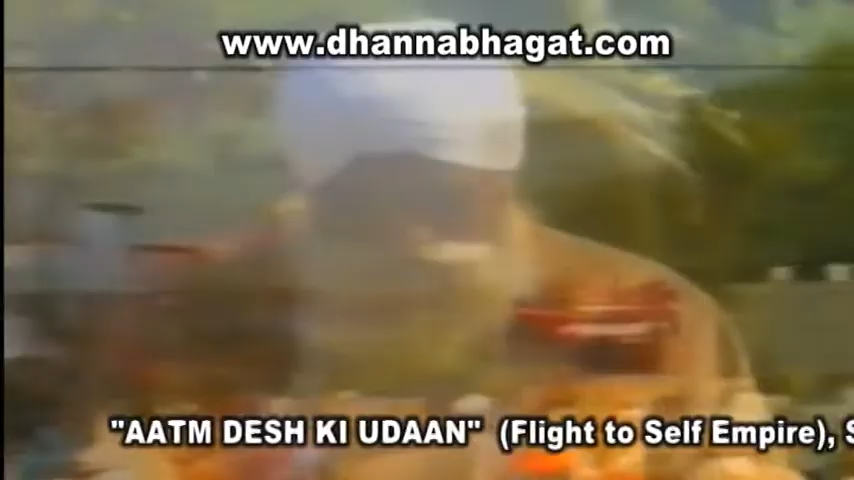 www.dhannabhagat.com
"AATM DESH KI UDAAN" (Flight to Self Empire), S